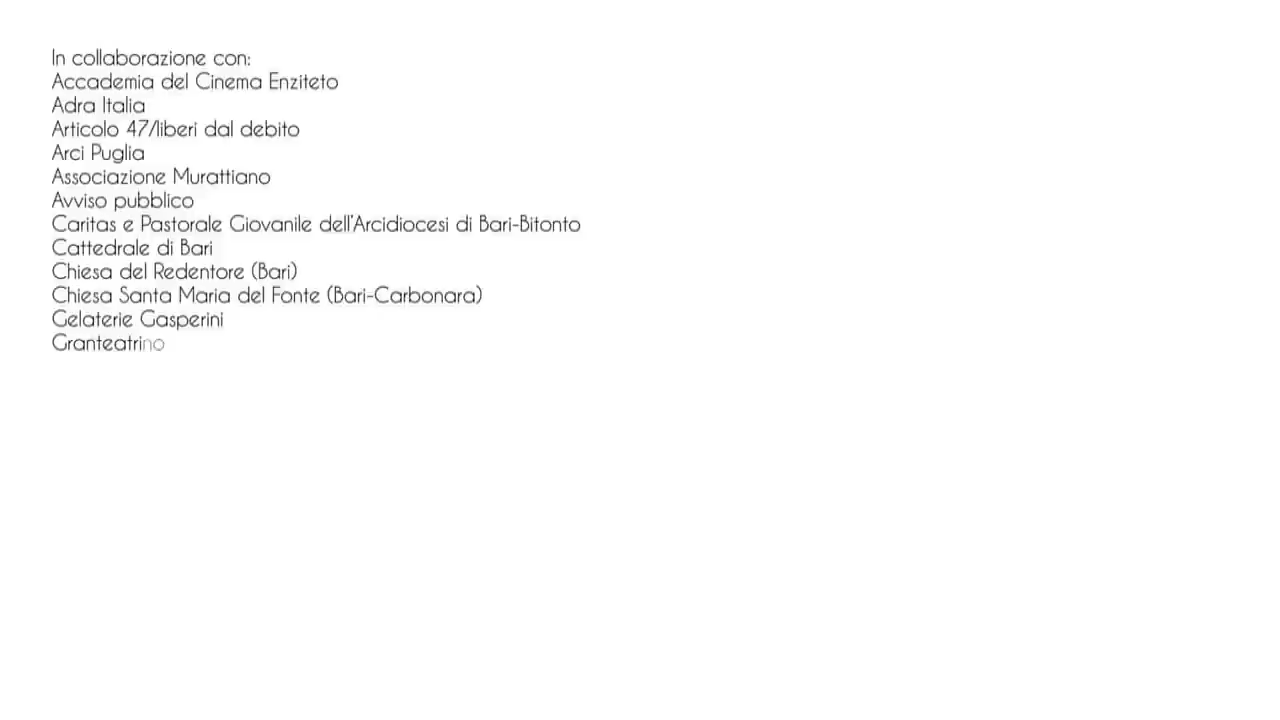 In collaborazione con:
Accademia del Cinema Enziteto
Adra Italia
Articolo 47/liberi dal debito
Arci Puglia
Associazione Murattiano
Avviso pubblico
Caritas e Pastorale Giovanile dell'Arcidiocesi di Bari-Bitonto
Cattedrale di Bari
Chiesa del Redentore (Bari)
Chiesa Santa Maria del Fonte (Bari-Carbonara)
Gelaterie Gasperini
Granteatrino